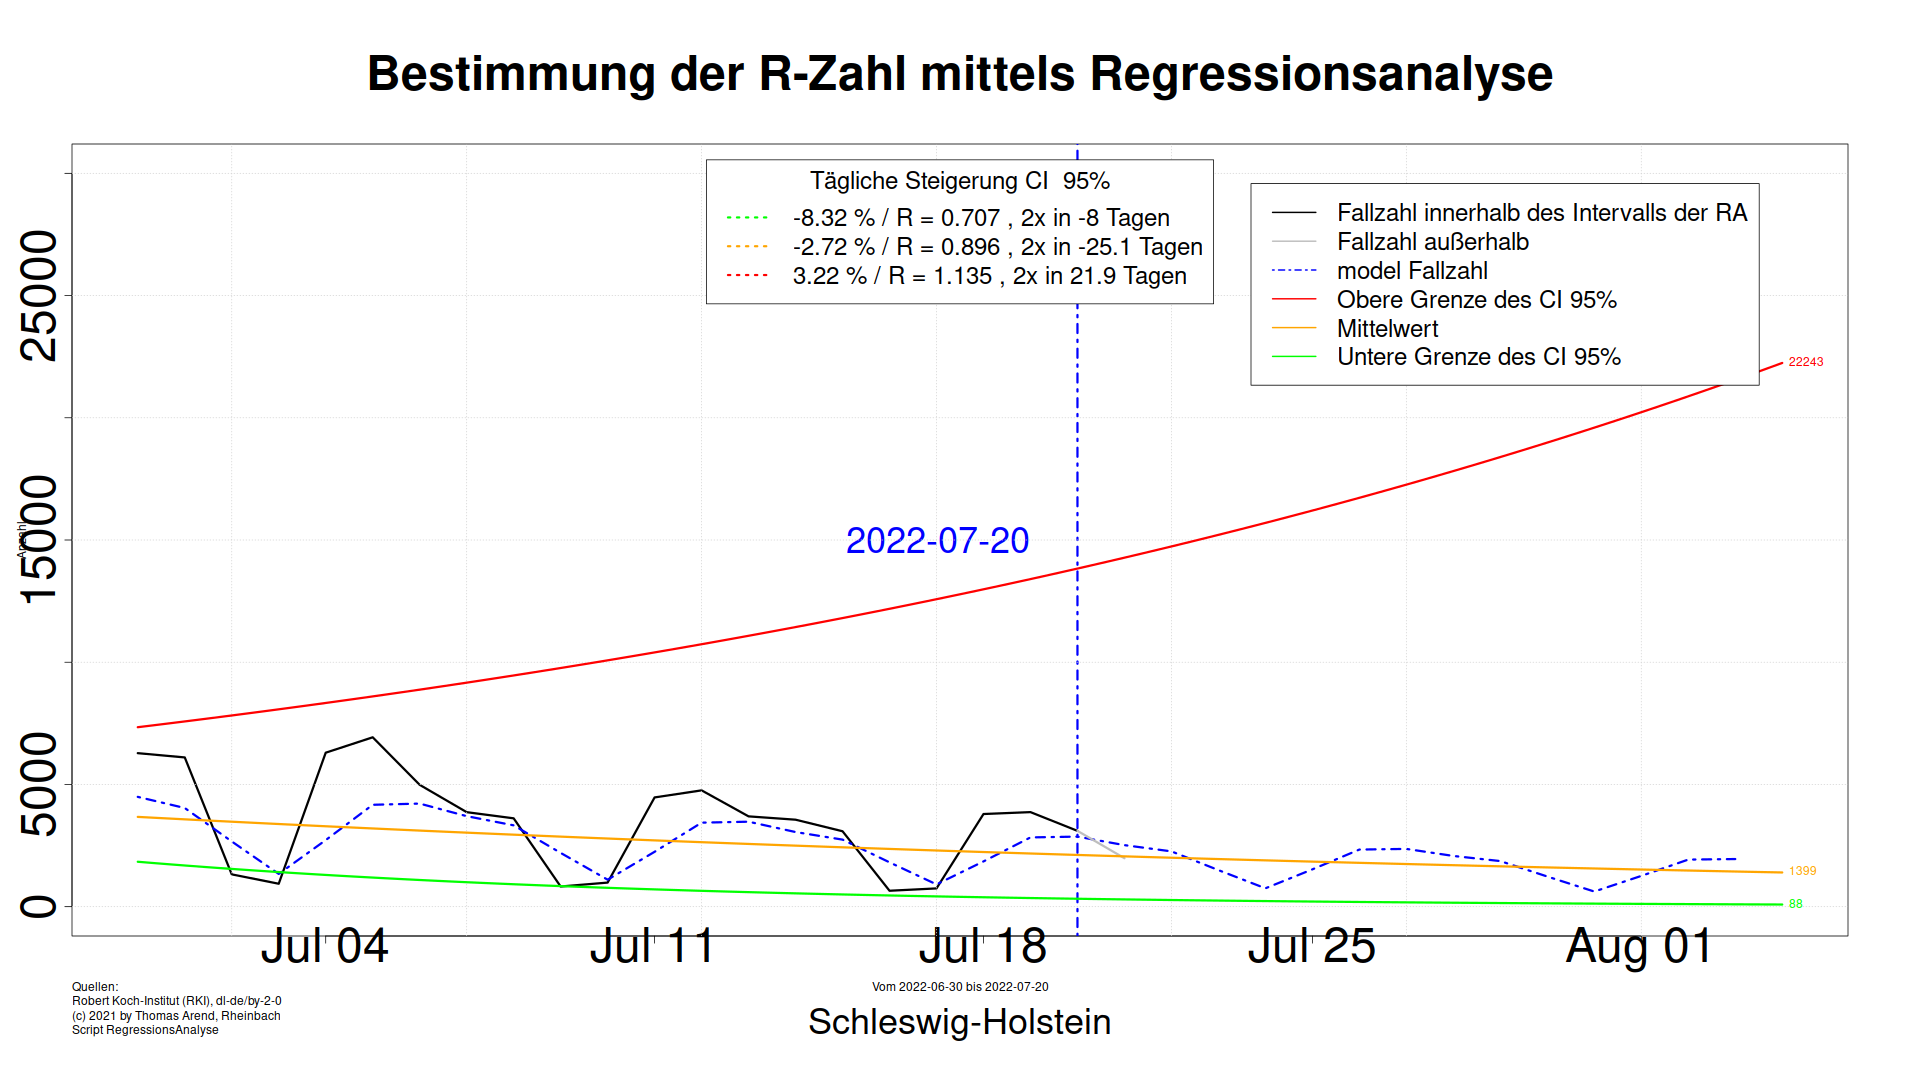 Bestimmung der R-Zahl mittels Regressionsanalyse
Tägliche Steigerung CI 95%
-8.32 % / R = 0.707 , 2x in -8 Tagen
-2.72 % / R = 0.896 , 2x in -25.1 Tagen
3.22 % / R = 1.135 , 2x in 21.9 Tagen
Fallzahl innerhalb des Intervalls der RA
Fallzahl außerhalb
model Fallzahl
Obere Grenze des CI 95%
Mittelwert
Untere Grenze des CI 95%
25000
15000
5000
0
Anzahl
2022-07-20
22243
1399
88
Jul 04
Jul 11
Jul 18
Jul 25
Aug 01
Quellen:
Robert Koch-Institut (RKI), dl-de/by-2-0
(c) 2021 by Thomas Arend, Rheinbach
Script RegressionsAnalyse
Vom 2022-06-30 bis 2022-07-20
Schleswig-Holstein